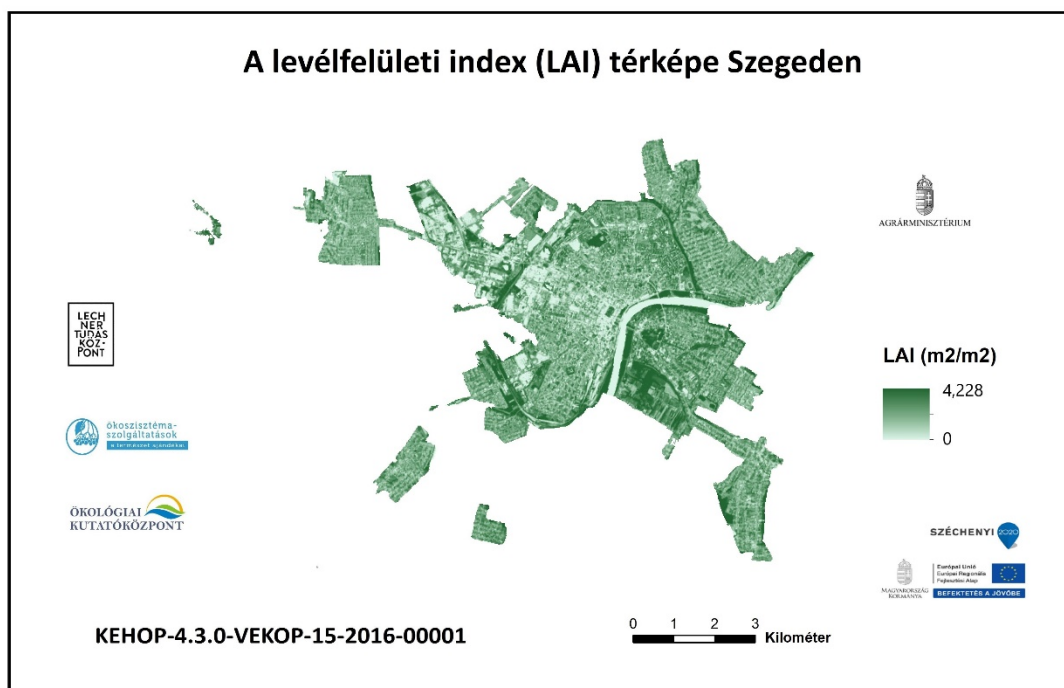 A levélfelületi index (LAI) térképe Szegeden
AGRÁRMINISZTÉRIUM
LECH
NER
TUDÁS
KÖZ-
PONT
LAI (m2/m2)
4,228
0
ökoszisztéma-
szolgáltatások
a természet ajándékai
ÖKOLÓGIAI
KUTATÓKÖZPONT
SZÉCHENYI 2020
MAGYARORSZÁG
KORMÁNYA
Európai Unió
Európai Regionális
Fejlesztési Alap
BEFEKTETÉS A JÖVŐBE
KEHOP-4.3.0-VEKOP-15-2016-00001
0 1 2 3
Kilométer